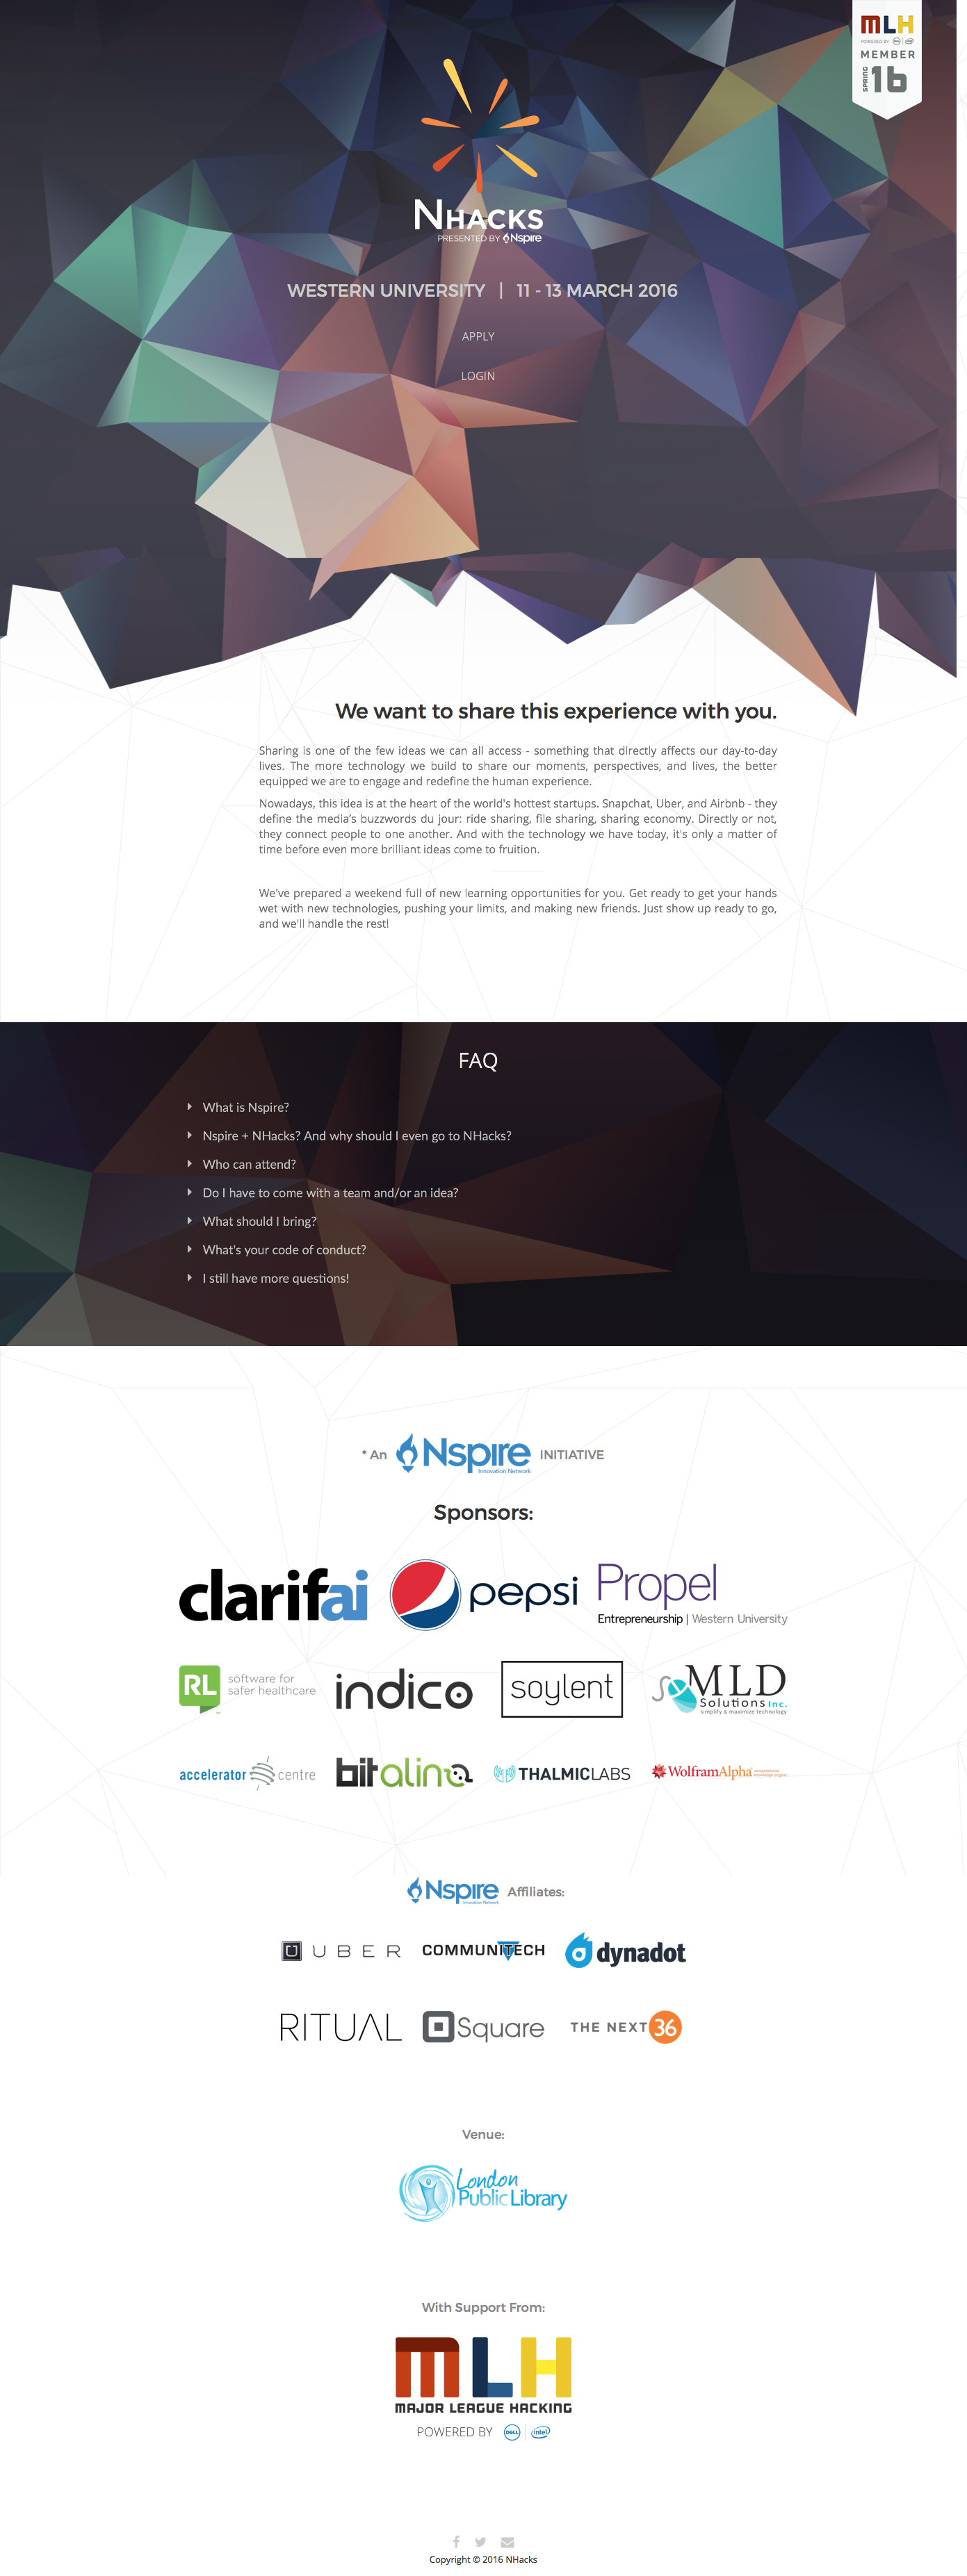 MLH
POWERED BY DELL | intel
MEMBER
SPRING 16
NHACKS
PRESENTED BY Nspire
WESTERN UNIVERSITY | 11 - 13 MARCH 2016
APPLY
LOGIN
We want to share this experience with you.
Sharing is one of the few ideas we can all access - something that directly affects our day-to-day
lives. The more technology we build to share our moments, perspectives, and lives, the better
equipped we are to engage and redefine the human experience.
Nowadays, this idea is at the heart of the world's hottest startups. Snapchat, Uber, and Airbnb - they
define the media's buzzwords du jour: ride sharing, file sharing, sharing economy. Directly or not,
they connect people to one another. And with the technology we have today, it's only a matter of
time before even more brilliant ideas come to fruition.
We've prepared a weekend full of new learning opportunities for you. Get ready to get your hands
wet with new technologies, pushing your limits, and making new friends. Just show up ready to go,
and we'll handle the rest!
FAQ
What is Nspire?
Nspire + NHacks? And why should I even go to NHacks?
Who can attend?
Do I have to come with a team and/or an idea?
What should I bring?
What's your code of conduct?
I still have more questions!
* An Nspire Innovation Network INITIATIVE
Sponsors:
clarifai pepsi Propel
Entrepreneurship | Western University
RL software for
safer healthcare
indico soylent SoMLD
Solutions Inc.
simplify & maximize technology
accelerator centre bitalino THALMICLABS WolframAlpha computational
knowledge engine
Nspire Innovation Network Affiliates:
U UBER COMMUNITECH dynadot
RITUAL Square THE NEXT 36
Venue:
London
Public Library
With Support From:
MLH
MAJOR LEAGUE HACKING
POWERED BY DELL | intel
Copyright © 2016 NHacks